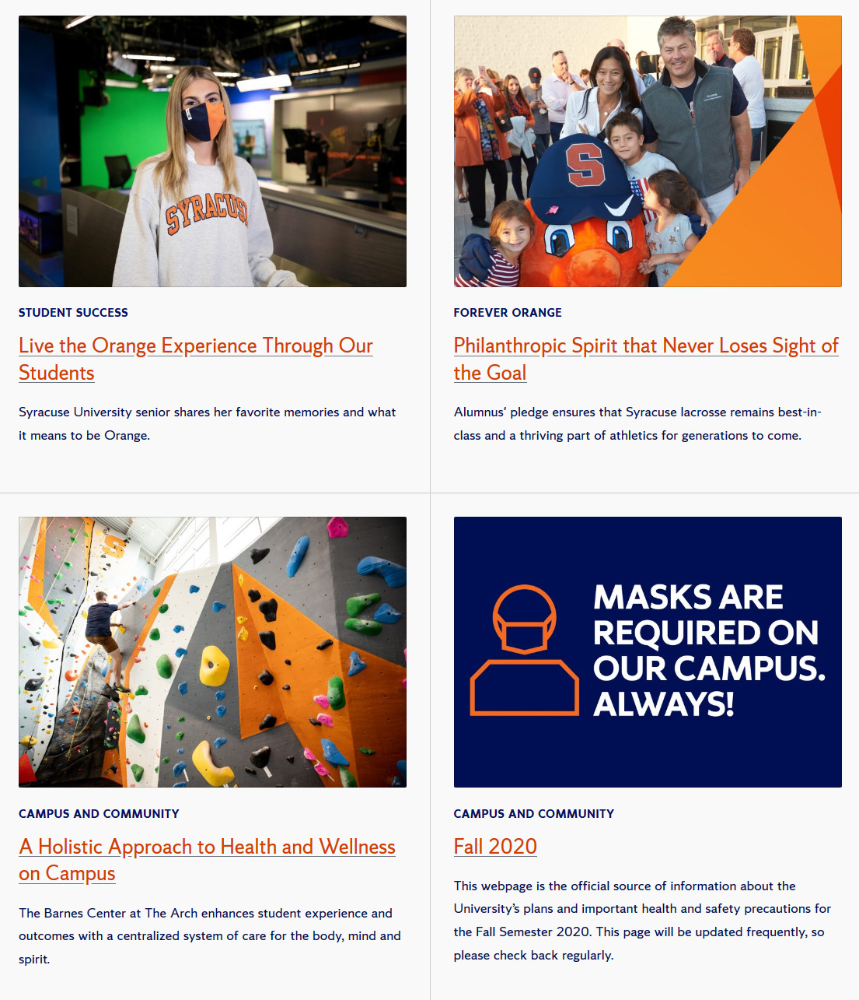 SYRACUSE
S
STUDENT SUCCESS
Live the Orange Experience Through Our
Students
Syracuse University senior shares her favorite memories and what
it means to be Orange.
FOREVER ORANGE
Philanthropic Spirit that Never Loses Sight of
the Goal
Alumnus' pledge ensures that Syracuse lacrosse remains best-in-
class and a thriving part of athletics for generations to come.
S
MASKS ARE
REQUIRED ON
OUR CAMPUS.
ALWAYS!
CAMPUS AND COMMUNITY
A Holistic Approach to Health and Wellness
on Campus
The Barnes Center at The Arch enhances student experience and
outcomes with a centralized system of care for the body, mind and
spirit.
CAMPUS AND COMMUNITY
Fall 2020
This webpage is the official source of information about the
University’s plans and important health and safety precautions for
the Fall Semester 2020. This page will be updated frequently, so
please check back regularly.